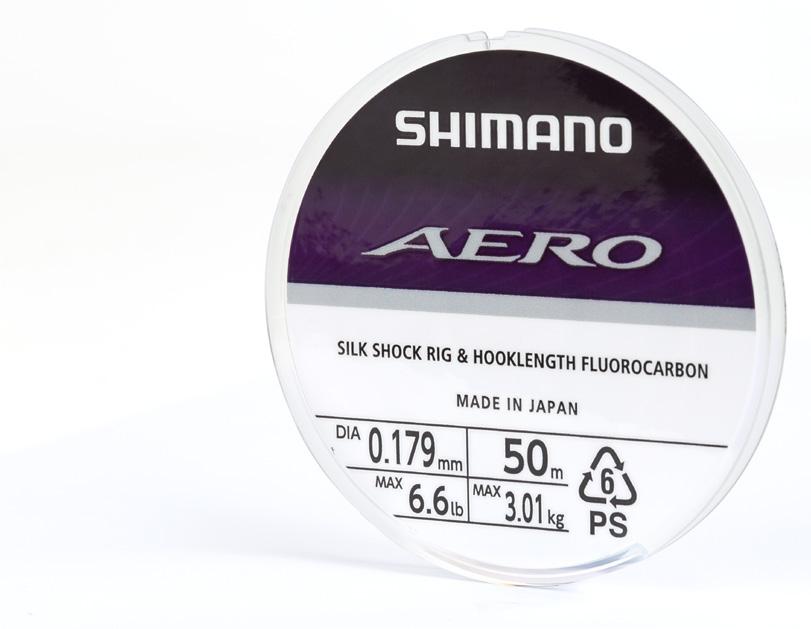 SHIMANO
AERO
SILK SHOCK RIG & HOOKLENGTH FLUOROCARBON
MADE IN JAPAN
DIA 0.179mm 50m
MAX 6.6lb MAX 3.01kg
6
PS